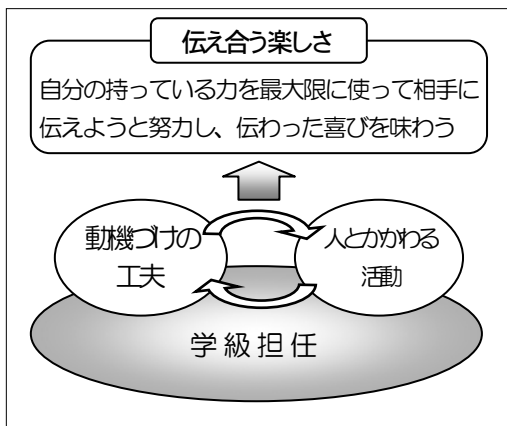 伝え合う楽しさ
自分の持っている力を最大限に使って相手に
伝えようと努力し、伝わった喜びを味わう
動機づけの
工夫
人とかかわる
活動
学級担任